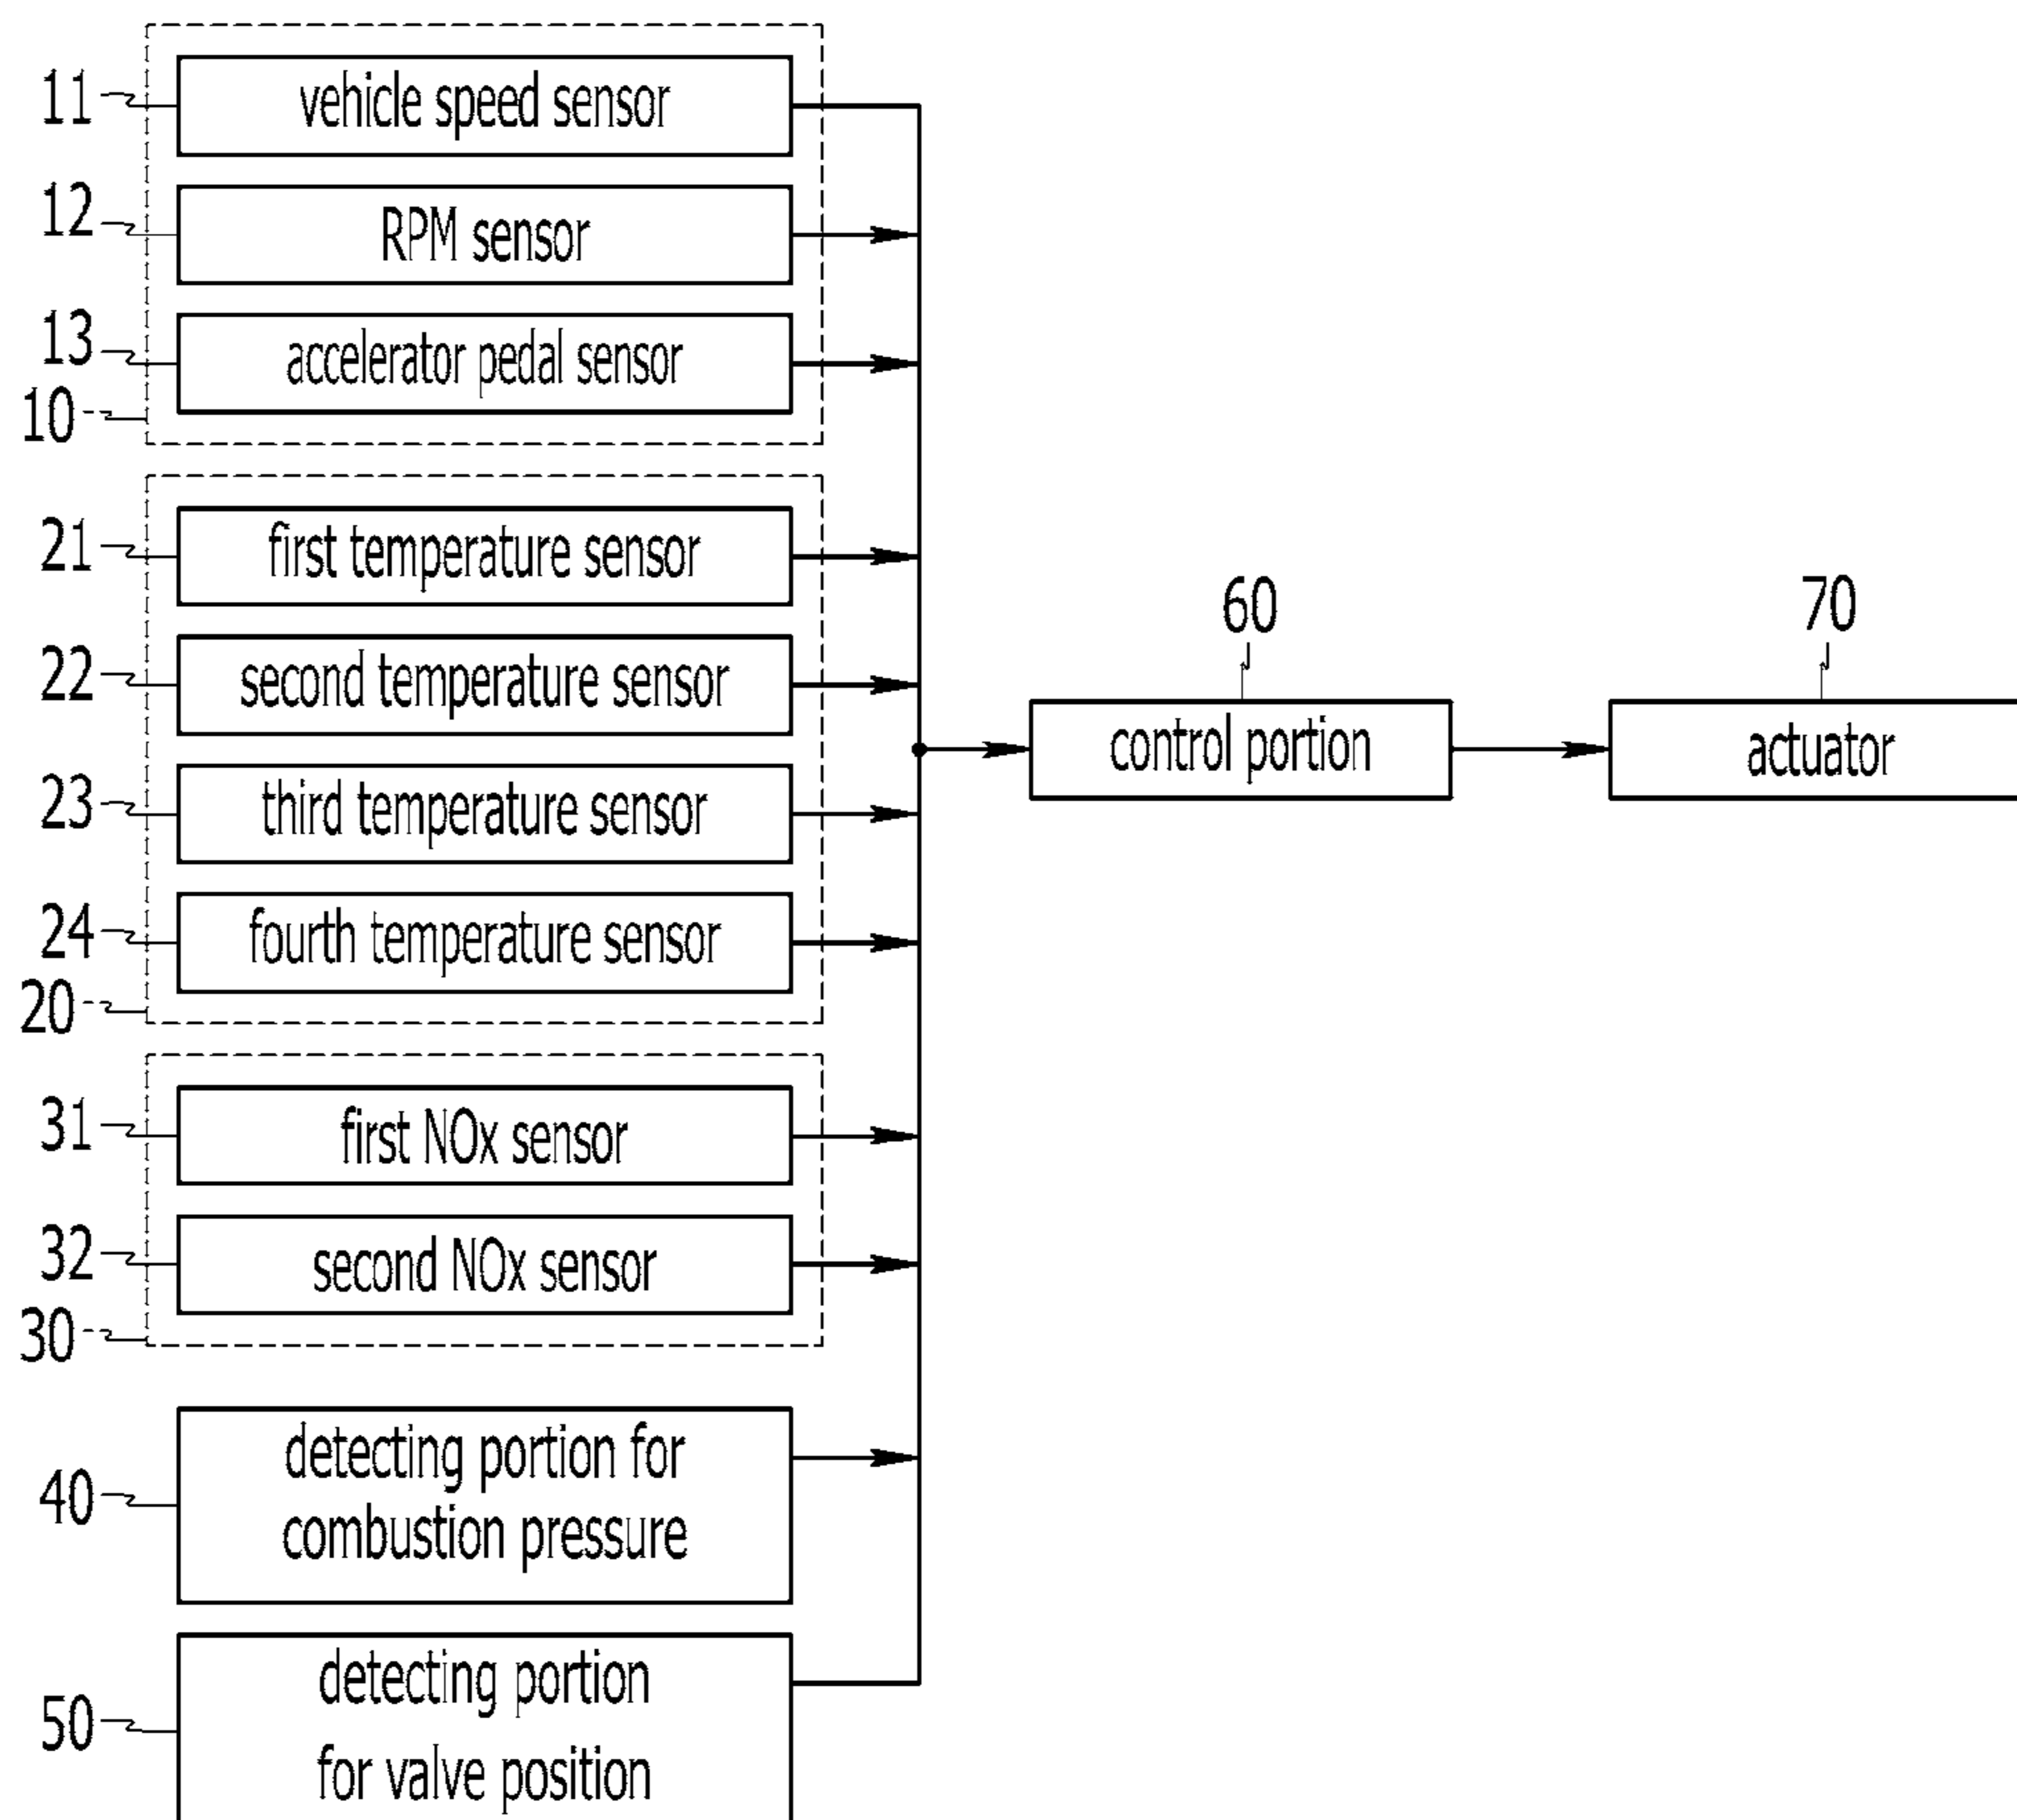 11 vehicle speed sensor
12 RPM sensor
13 accelerator pedal sensor
10
21 first temperature sensor
22 second temperature sensor
23 third temperature sensor
24 fourth temperature sensor
20
31 first NOx sensor
32 second NOx sensor
30
40 detecting portion for
combustion pressure
50 detecting portion
for valve position
60
control portion
70
actuator